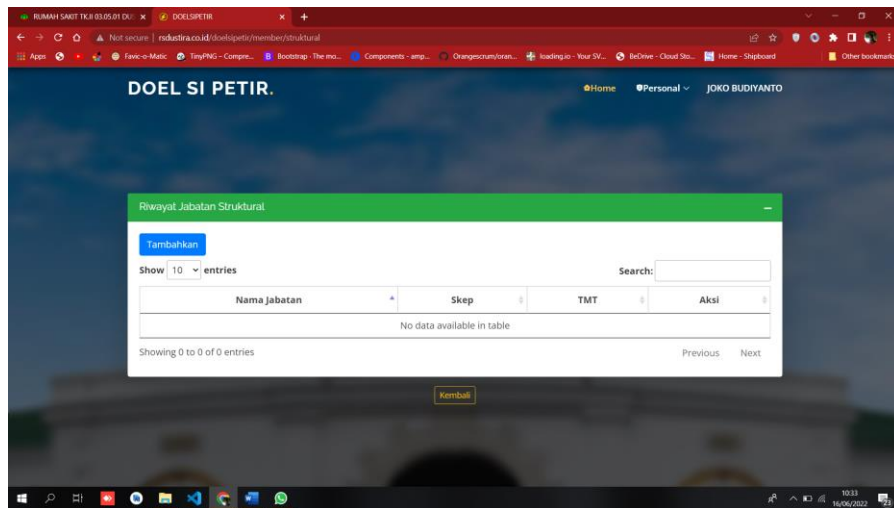 RUMAH SAKIT TK.II 03.05.01 DU
DOELSIPETIR
Not secure | rsdustira.co.id/doelsipetir/member/struktural
Apps
Favic-o-Matic
TinyPNG – Compre...
Bootstrap · The mo...
Components - amp...
Orangescrum/oran...
loading.io - Your SV...
BeDrive - Cloud Sto...
Home - Shipboard
Other bookmarks
DOEL SI PETIR.
Home
Personal
JOKO BUDIYANTO
Riwayat Jabatan Struktural
Tambahkan
Show 10 entries
Search:
Nama Jabatan Skep TMT Aksi
No data available in table
Showing 0 to 0 of 0 entries
Previous Next
Kembali
10:33
16/06/2022